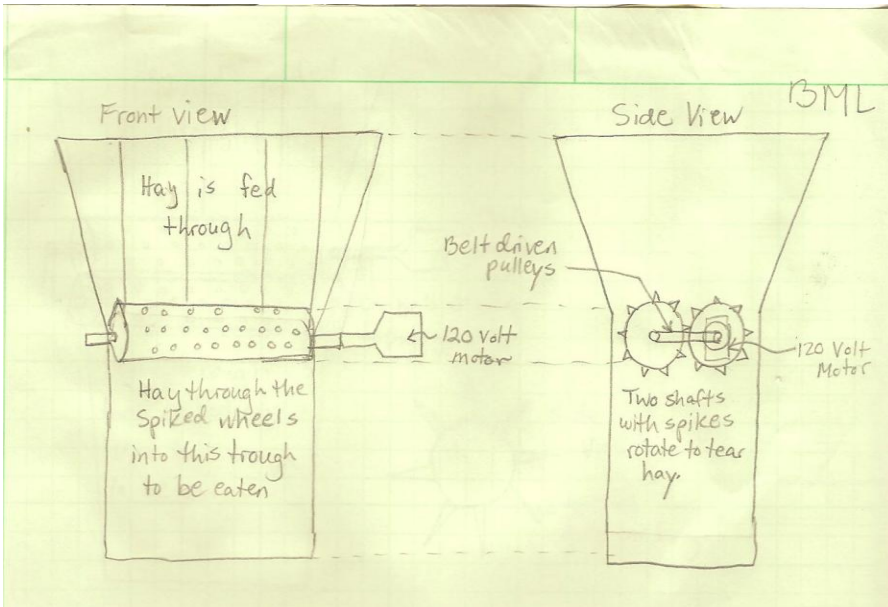 BML
Front view
Side View
Hay is fed
through
Belt driven
pulleys
120 Volt
motor
120 Volt
Motor
Hay through the
Spiked wheels
into this trough
to be eaten
Two shafts
with spikes
rotate to tear
hay.